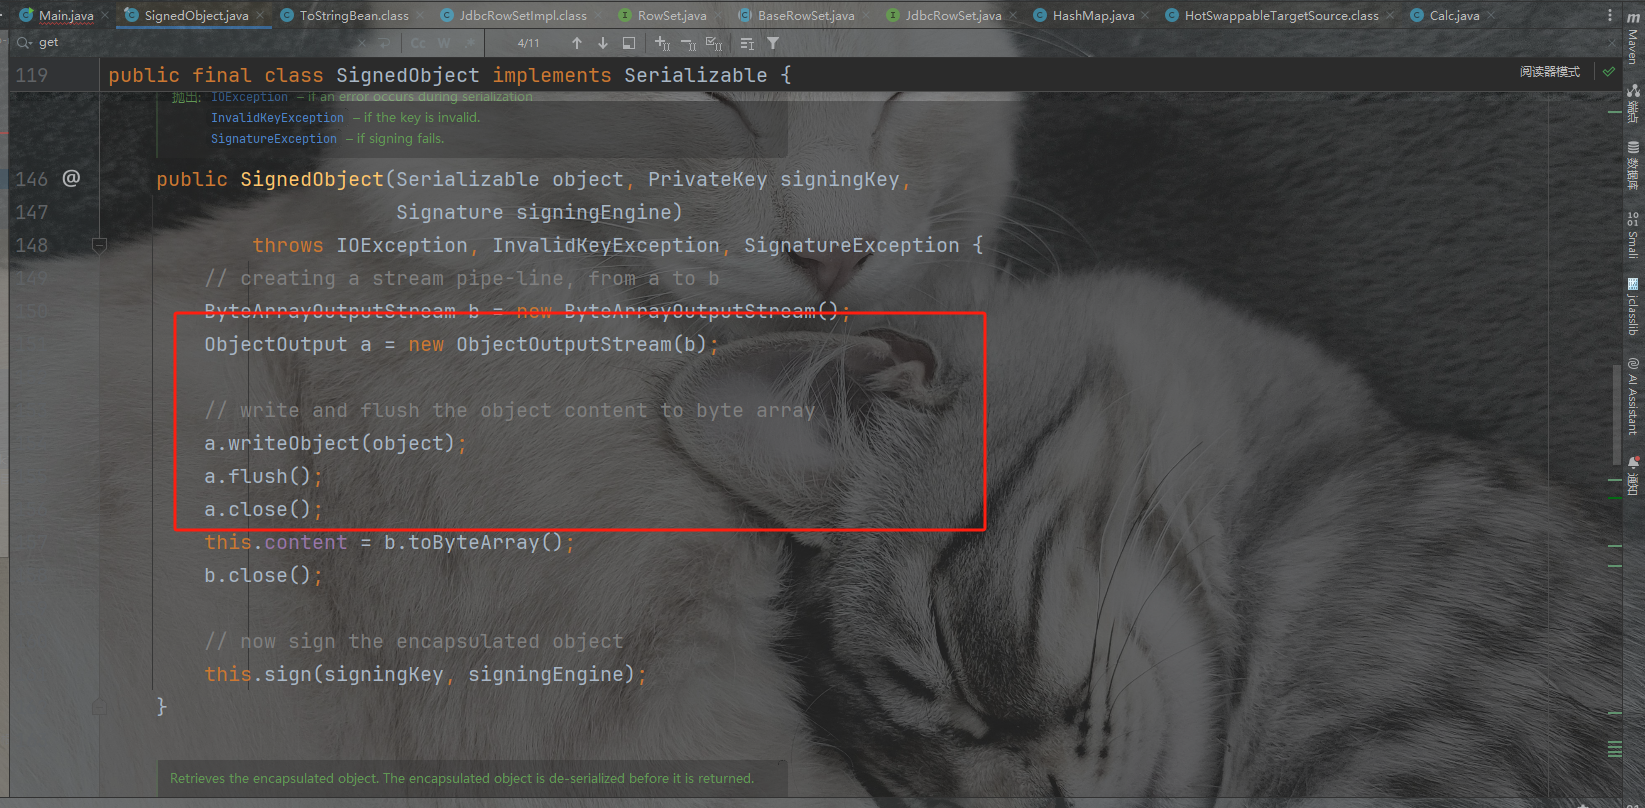 Main.java SignedObject.java ToStringBean.class JdbcRowSetImpl.class RowSet.java BaseRowSet.java JdbcRowSet.java HashMap.java HotSwappableTargetSource.class Calc.java
get Cc W .* 4/11
119 public final class SignedObject implements Serializable { 阅读器模式
抛出: IOException – if an error occurs during serialization
InvalidKeyException – if the key is invalid.
SignatureException – if signing fails.
146 @ public SignedObject(Serializable object, PrivateKey signingKey,
147 Signature signingEngine)
148 throws IOException, InvalidKeyException, SignatureException {
149 // creating a stream pipe-line, from a to b
150 ByteArrayOutputStream b = new ByteArrayOutputStream();
ObjectOutput a = new ObjectOutputStream(b);
// write and flush the object content to byte array
a.writeObject(object);
a.flush();
a.close();
this.content = b.toByteArray();
b.close();
// now sign the encapsulated object
this.sign(signingKey, signingEngine);
}
Retrieves the encapsulated object. The encapsulated object is de-serialized before it is returned.
m Maven
端点
数据库
Smali
jclasslib
AI Assistant
通知